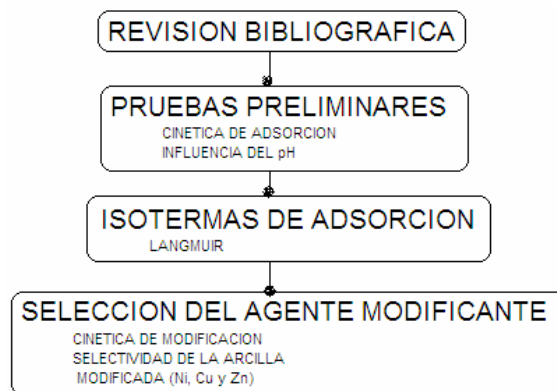 REVISION BIBLIOGRAFICA
PRUEBAS PRELIMINARES
CINETICA DE ADSORCION
INFLUENCIA DEL pH
ISOTERMAS DE ADSORCION
LANGMUIR
SELECCION DEL AGENTE MODIFICANTE
CINETICA DE MODIFICACION
SELECTIVIDAD DE LA ARCILLA
MODIFICADA (Ni, Cu y Zn)